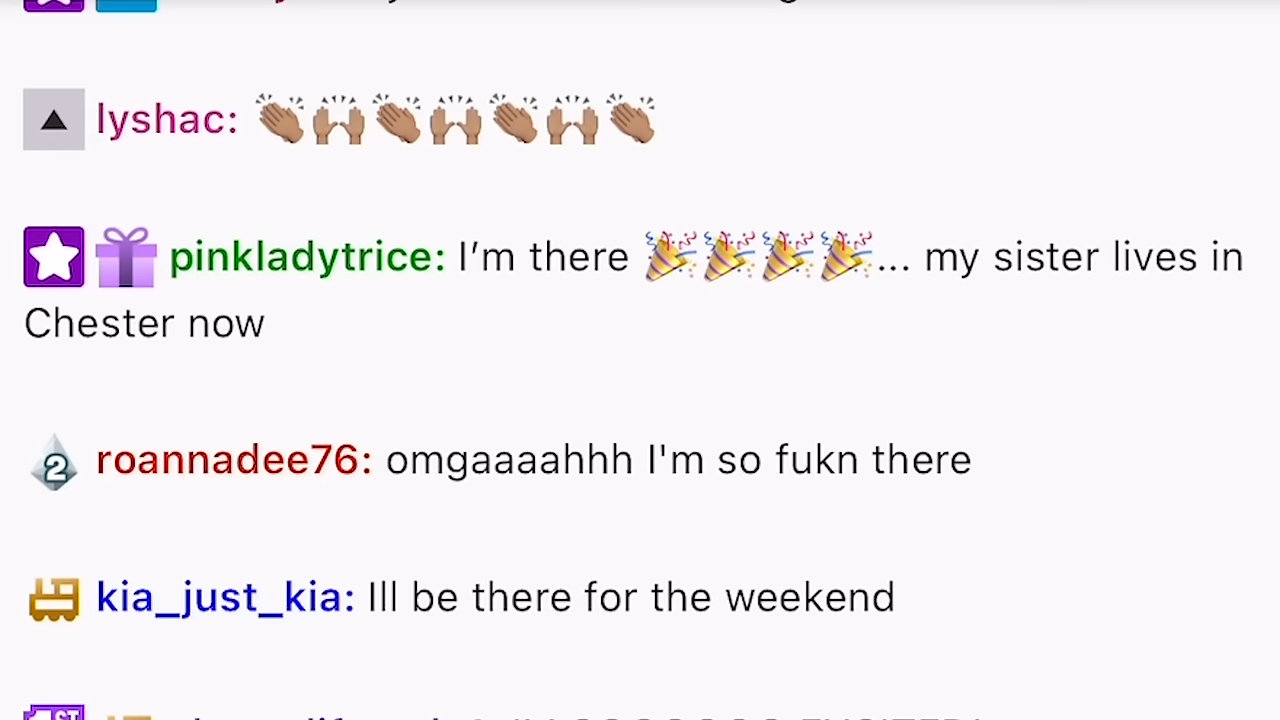 lyshac: 👏🏽🙌🏽👏🏽🙌🏽👏🏽🙌🏽👏🏽
pinkladytrice: I’m there 🎉🎉🎉🎉... my sister lives in
Chester now
2 roannadee76: omgaaaahhh I'm so fukn there
kia_just_kia: Ill be there for the weekend